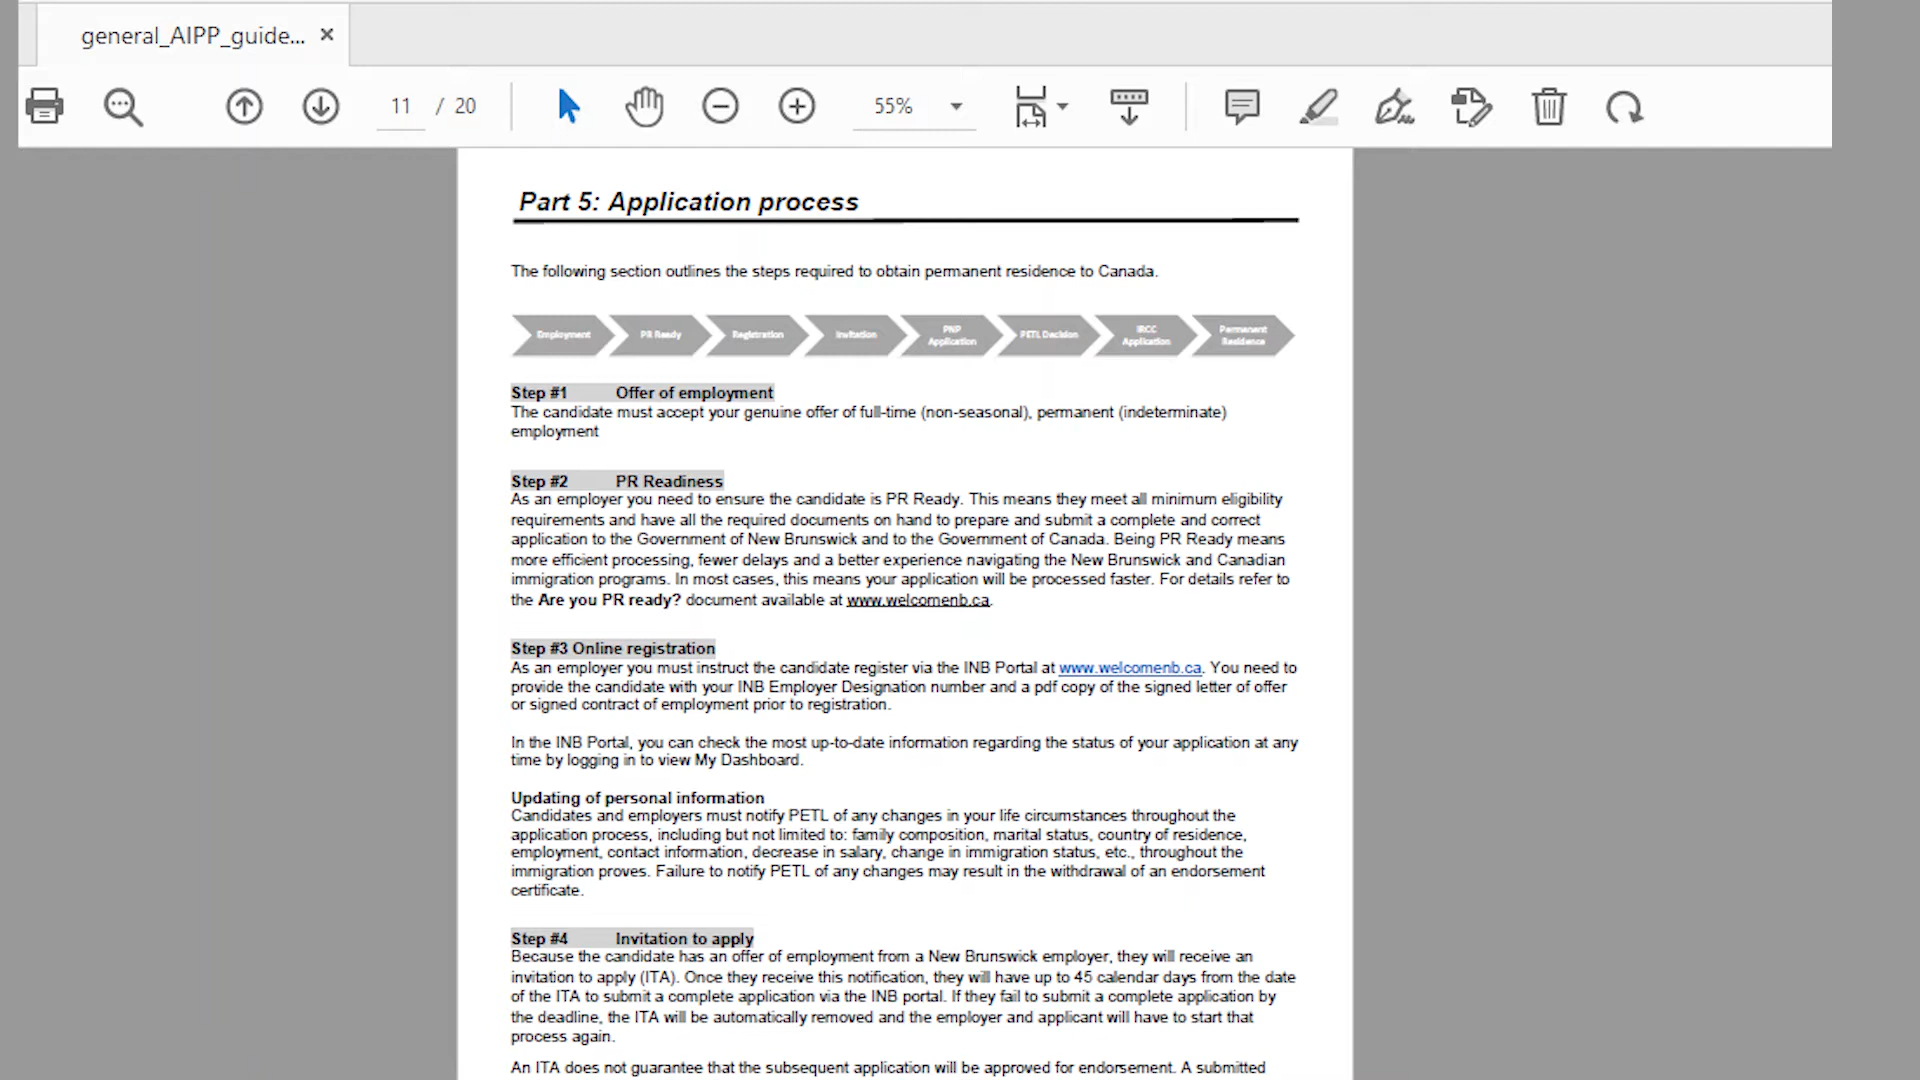 general_AIPP_guide...
11 / 20
55%
Part 5: Application process
The following section outlines the steps required to obtain permanent residence to Canada.
Employment PR Ready Registration Invitation PNP Application PETL Decision IRCC Application Permanent Residence
Step #1 Offer of employment
The candidate must accept your genuine offer of full-time (non-seasonal), permanent (indeterminate)
employment
Step #2 PR Readiness
As an employer you need to ensure the candidate is PR Ready. This means they meet all minimum eligibility
requirements and have all the required documents on hand to prepare and submit a complete and correct
application to the Government of New Brunswick and to the Government of Canada. Being PR Ready means
more efficient processing, fewer delays and a better experience navigating the New Brunswick and Canadian
immigration programs. In most cases, this means your application will be processed faster. For details refer to
the Are you PR ready? document available at www.welcomenb.ca.
Step #3 Online registration
As an employer you must instruct the candidate register via the INB Portal at www.welcomenb.ca. You need to
provide the candidate with your INB Employer Designation number and a pdf copy of the signed letter of offer
or signed contract of employment prior to registration.
In the INB Portal, you can check the most up-to-date information regarding the status of your application at any
time by logging in to view My Dashboard.
Updating of personal information
Candidates and employers must notify PETL of any changes in your life circumstances throughout the
application process, including but not limited to: family composition, marital status, country of residence,
employment, contact information, decrease in salary, change in immigration status, etc., throughout the
immigration proves. Failure to notify PETL of any changes may result in the withdrawal of an endorsement
certificate.
Step #4 Invitation to apply
Because the candidate has an offer of employment from a New Brunswick employer, they will receive an
invitation to apply (ITA). Once they receive this notification, they will have up to 45 calendar days from the date
of the ITA to submit a complete application via the INB portal. If they fail to submit a complete application by
the deadline, the ITA will be automatically removed and the employer and applicant will have to start that
process again.
An ITA does not guarantee that the subsequent application will be approved for endorsement. A submitted